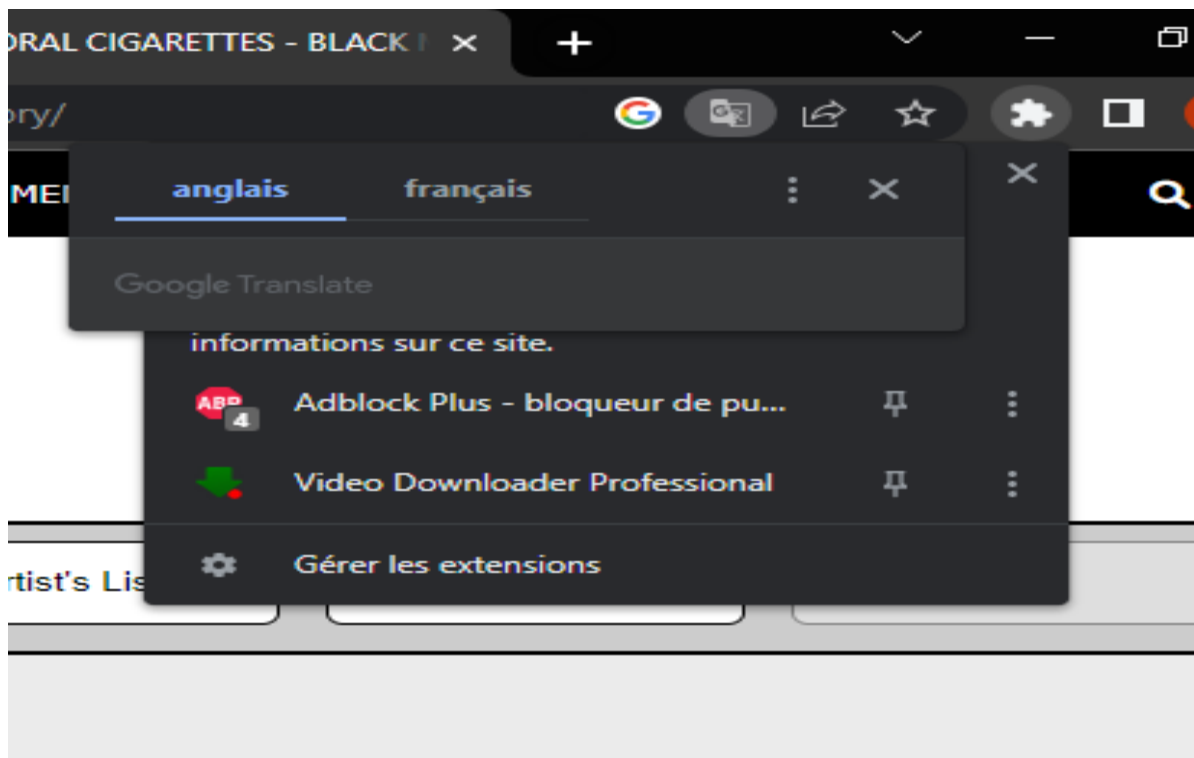 ORAL CIGARETTES - BLACK
ory/
anglais français
Google Translate
informations sur ce site.
ABP
4
Adblock Plus - bloqueur de pu...
Video Downloader Professional
Gérer les extensions
rtist's Lis